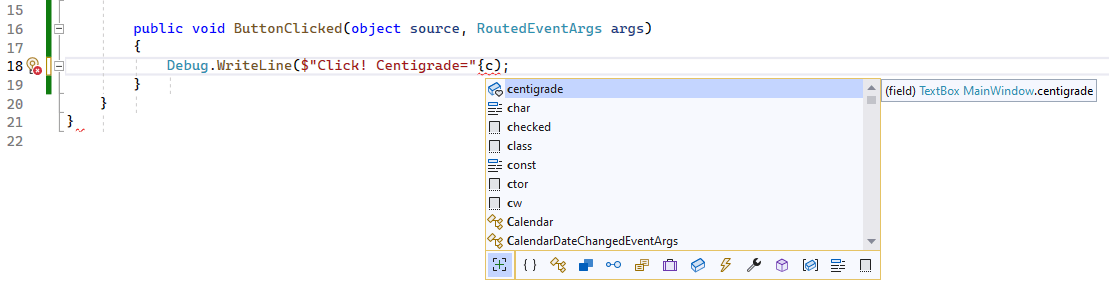 15
16 public void ButtonClicked(object source, RoutedEventArgs args)
17 {
18 Debug.WriteLine($"Click! Centigrade="{c);
19 }
20 }
21 }
22
centigrade
char
checked
class
const
ctor
cw
Calendar
CalendarDateChangedEventArgs
{ }
(field) TextBox MainWindow.centigrade